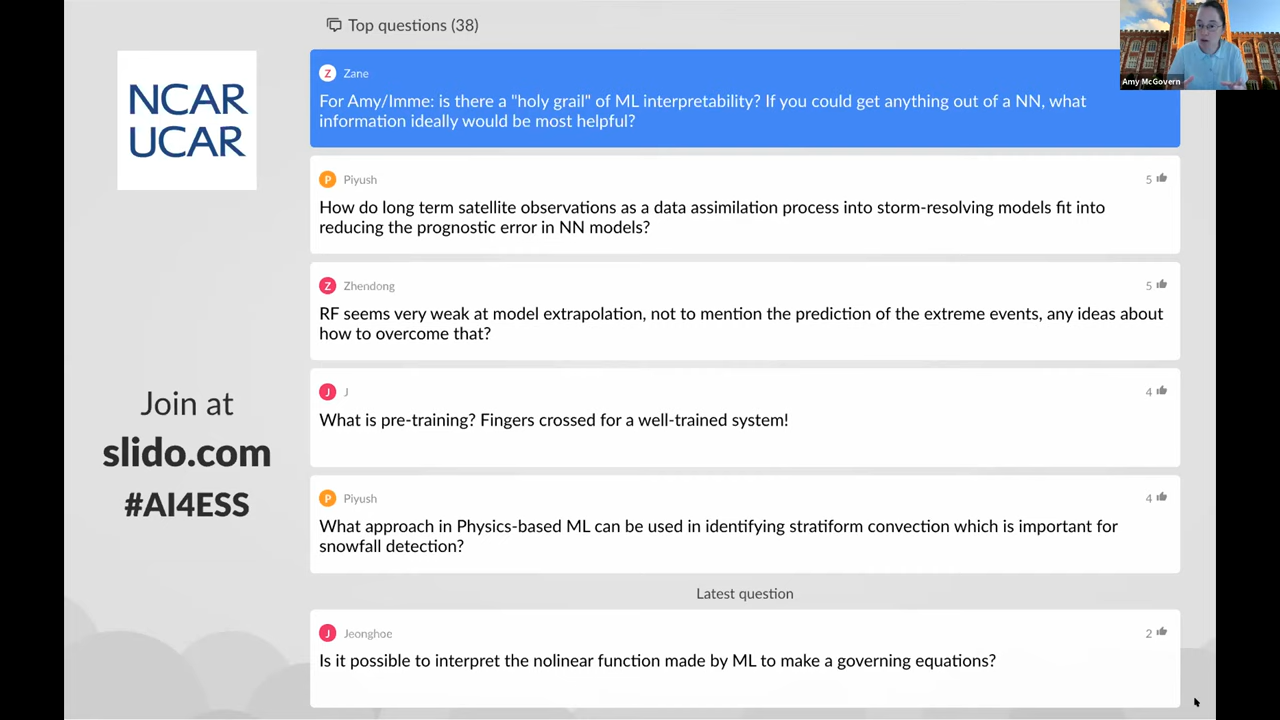 Top questions (38)
NCAR
UCAR
Z Zane
For Amy/Imme: is there a "holy grail" of ML interpretability? If you could get anything out of a NN, what
information ideally would be most helpful?
Amy McGovern
P Piyush 5
How do long term satellite observations as a data assimilation process into storm-resolving models fit into
reducing the prognostic error in NN models?
Z Zhendong 5
RF seems very weak at model extrapolation, not to mention the prediction of the extreme events, any ideas about
how to overcome that?
J J 4
What is pre-training? Fingers crossed for a well-trained system!
Join at
slido.com
#AI4ESS
P Piyush 4
What approach in Physics-based ML can be used in identifying stratiform convection which is important for
snowfall detection?
Latest question
J Jeonghoe 2
Is it possible to interpret the nolinear function made by ML to make a governing equations?